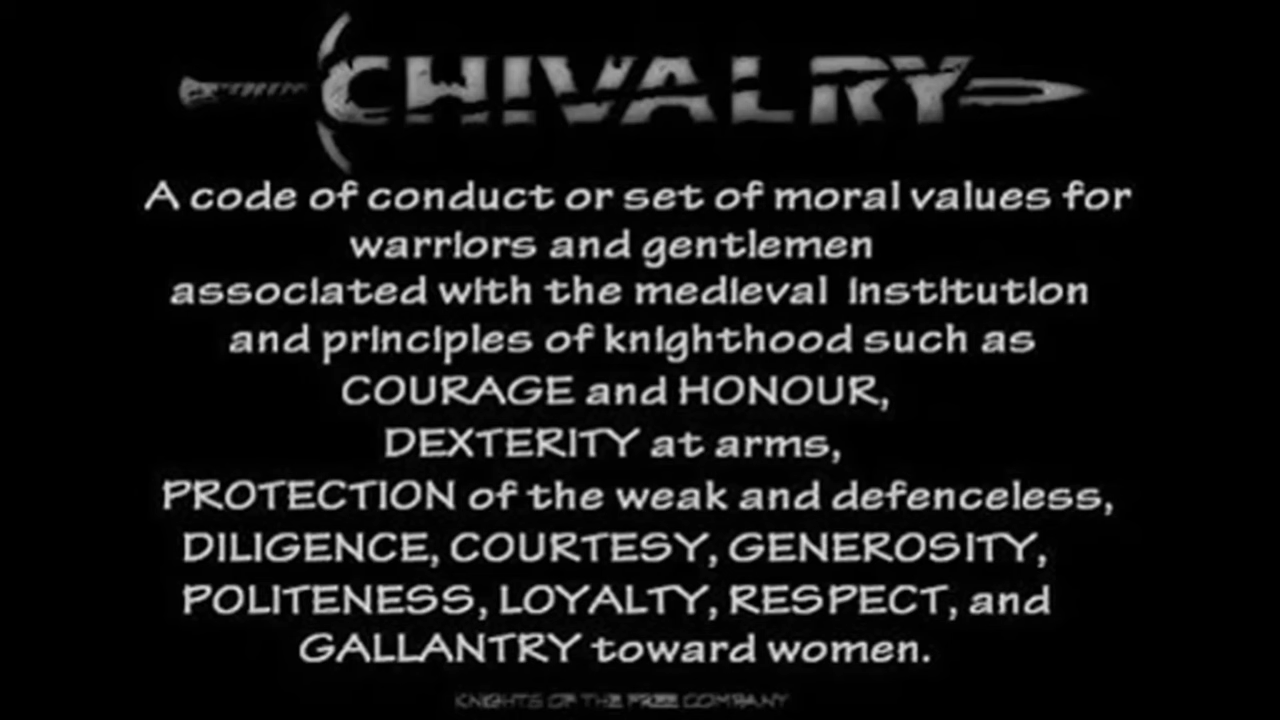 CHIVALRY
A code of conduct or set of moral values for
warriors and gentlemen
associated with the medieval institution
and principles of knighthood such as
COURAGE and HONOUR,
DEXTERITY at arms,
PROTECTION of the weak and defenceless,
DILIGENCE, COURTESY, GENEROSITY,
POLITENESS, LOYALTY, RESPECT, and
GALLANTRY toward women.
KNIGHTS OF THE FREE COMPANY